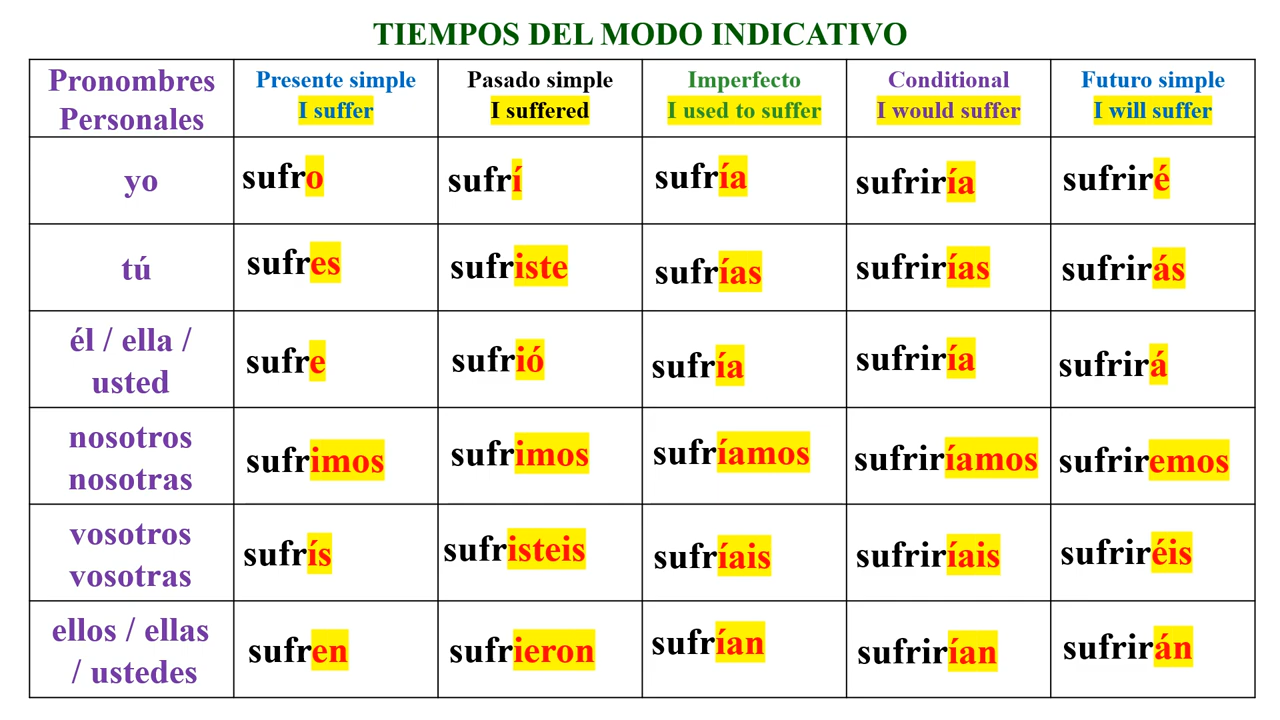 TIEMPOS DEL MODO INDICATIVO
Pronombres Personales Presente simple Pasado simple Imperfecto Conditional Futuro simple
I suffer I suffered I used to suffer I would suffer I will suffer
yo sufro sufrí sufría sufriría sufriré
tú sufres sufriste sufrías sufrirías sufrirás
él / ella / usted sufre sufrió sufría sufriría sufrirá
nosotros nosotras sufrimos sufrimos sufríamos sufriríamos sufriremos
vosotros vosotras sufrís sufristeis sufríais sufriríais sufriréis
ellos / ellas / ustedes sufren sufrieron sufrían sufrirían sufrirán